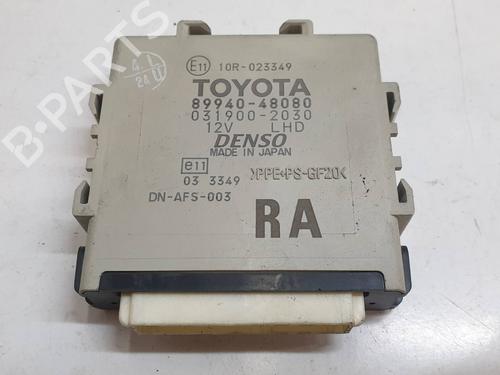 E11 10R-023349
TOYOTA
89940-48080
031900-2030
12V LHD
DENSO
MADE IN JAPAN
e11
03 3349
>PPE+PS-GF20<
DN-AFS-003
RA
B-PARTS